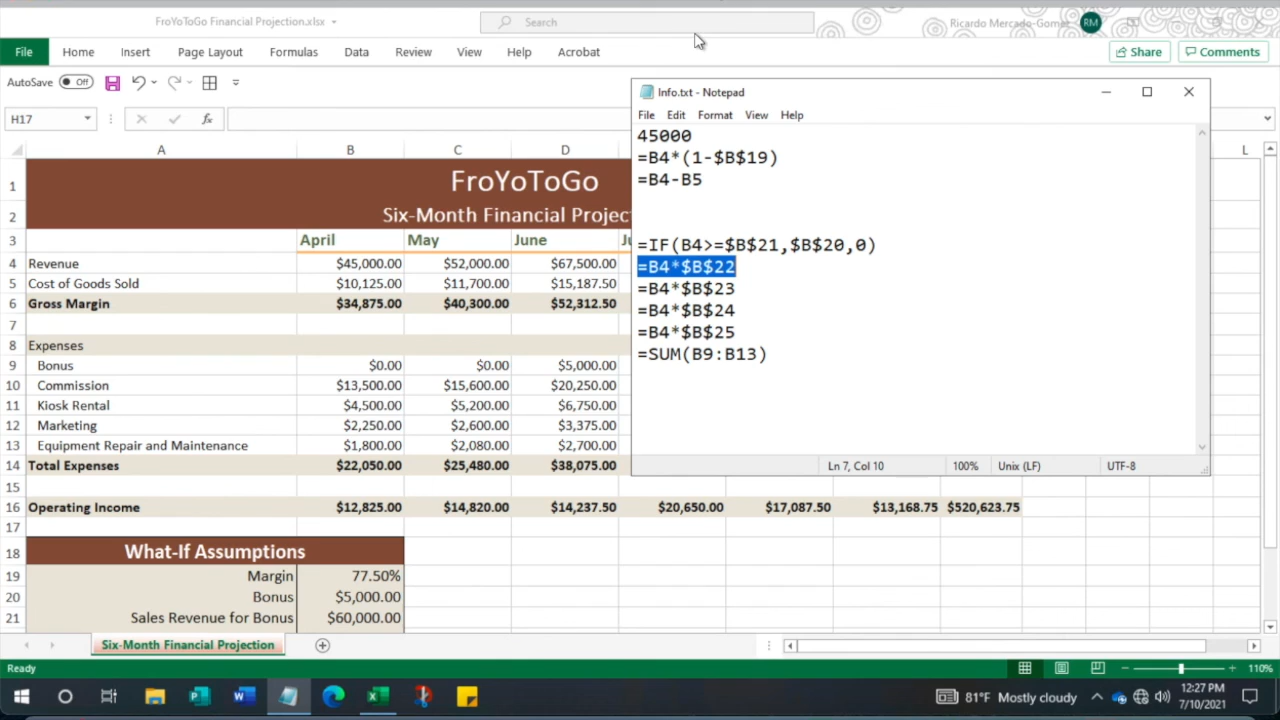 FroYoToGo Financial Projection.xlsx
Search
Ricardo Mercado-Gomez RM
File Home Insert Page Layout Formulas Data Review View Help Acrobat
Share Comments
AutoSave Off
H17 fx
Info.txt - Notepad
File Edit Format View Help
45000
=B4*(1-$B$19)
=B4-B5
=IF(B4>=$B$21,$B$20,0)
=B4*$B$22
=B4*$B$23
=B4*$B$24
=B4*$B$25
=SUM(B9:B13)
Ln 7, Col 10 100% Unix (LF) UTF-8
A B C D L
1 FroYoToGo
2 Six-Month Financial Projec
3 April May June
4 Revenue $45,000.00 $52,000.00 $67,500.00
5 Cost of Goods Sold $10,125.00 $11,700.00 $15,187.50
6 Gross Margin $34,875.00 $40,300.00 $52,312.50
7
8 Expenses
9 Bonus $0.00 $0.00 $5,000.00
10 Commission $13,500.00 $15,600.00 $20,250.00
11 Kiosk Rental $4,500.00 $5,200.00 $6,750.00
12 Marketing $2,250.00 $2,600.00 $3,375.00
13 Equipment Repair and Maintenance $1,800.00 $2,080.00 $2,700.00
14 Total Expenses $22,050.00 $25,480.00 $38,075.00
15
16 Operating Income $12,825.00 $14,820.00 $14,237.50 $20,650.00 $17,087.50 $13,168.75 $520,623.75
17
18 What-If Assumptions
19 Margin 77.50%
20 Bonus $5,000.00
21 Sales Revenue for Bonus $60,000.00
Six-Month Financial Projection
Ready 110%
81°F Mostly cloudy 12:27 PM
7/10/2021